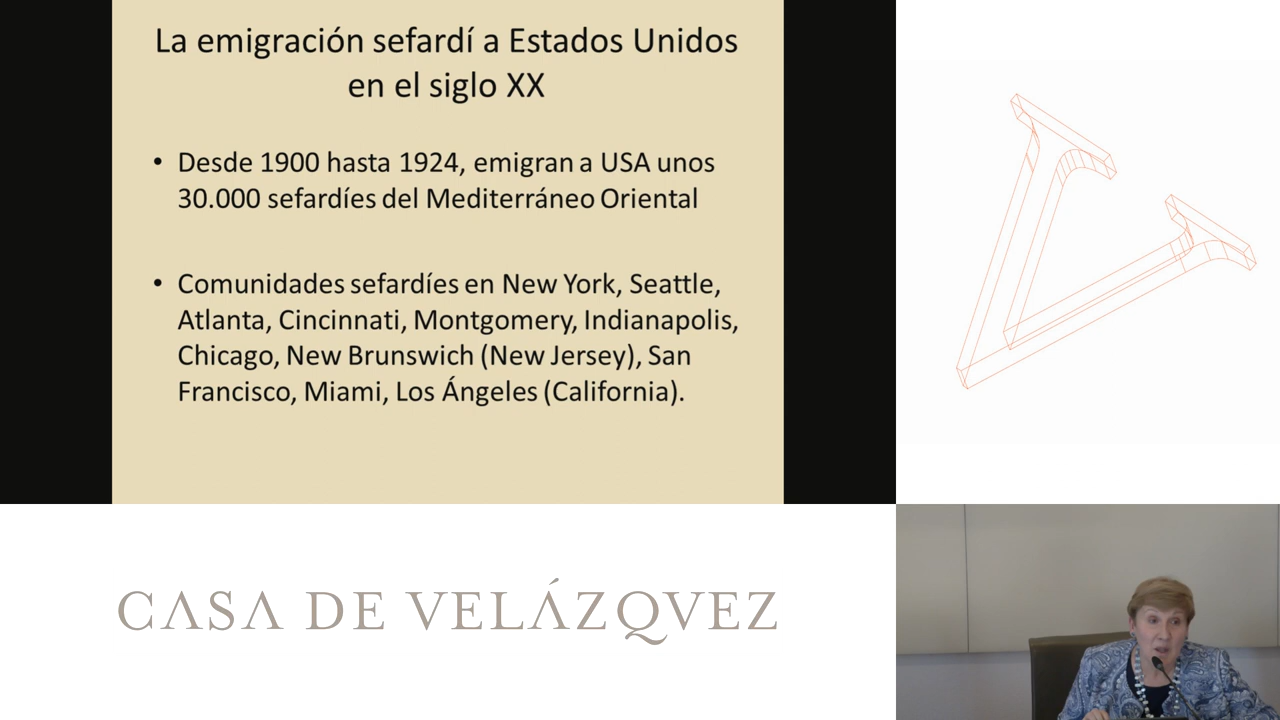 La emigración sefardí a Estados Unidos
en el siglo XX
• Desde 1900 hasta 1924, emigran a USA unos
30.000 sefardíes del Mediterráneo Oriental
• Comunidades sefardíes en New York, Seattle,
Atlanta, Cincinnati, Montgomery, Indianapolis,
Chicago, New Brunswich (New Jersey), San
Francisco, Miami, Los Ángeles (California).
CASA DE VELÁZQVEZ